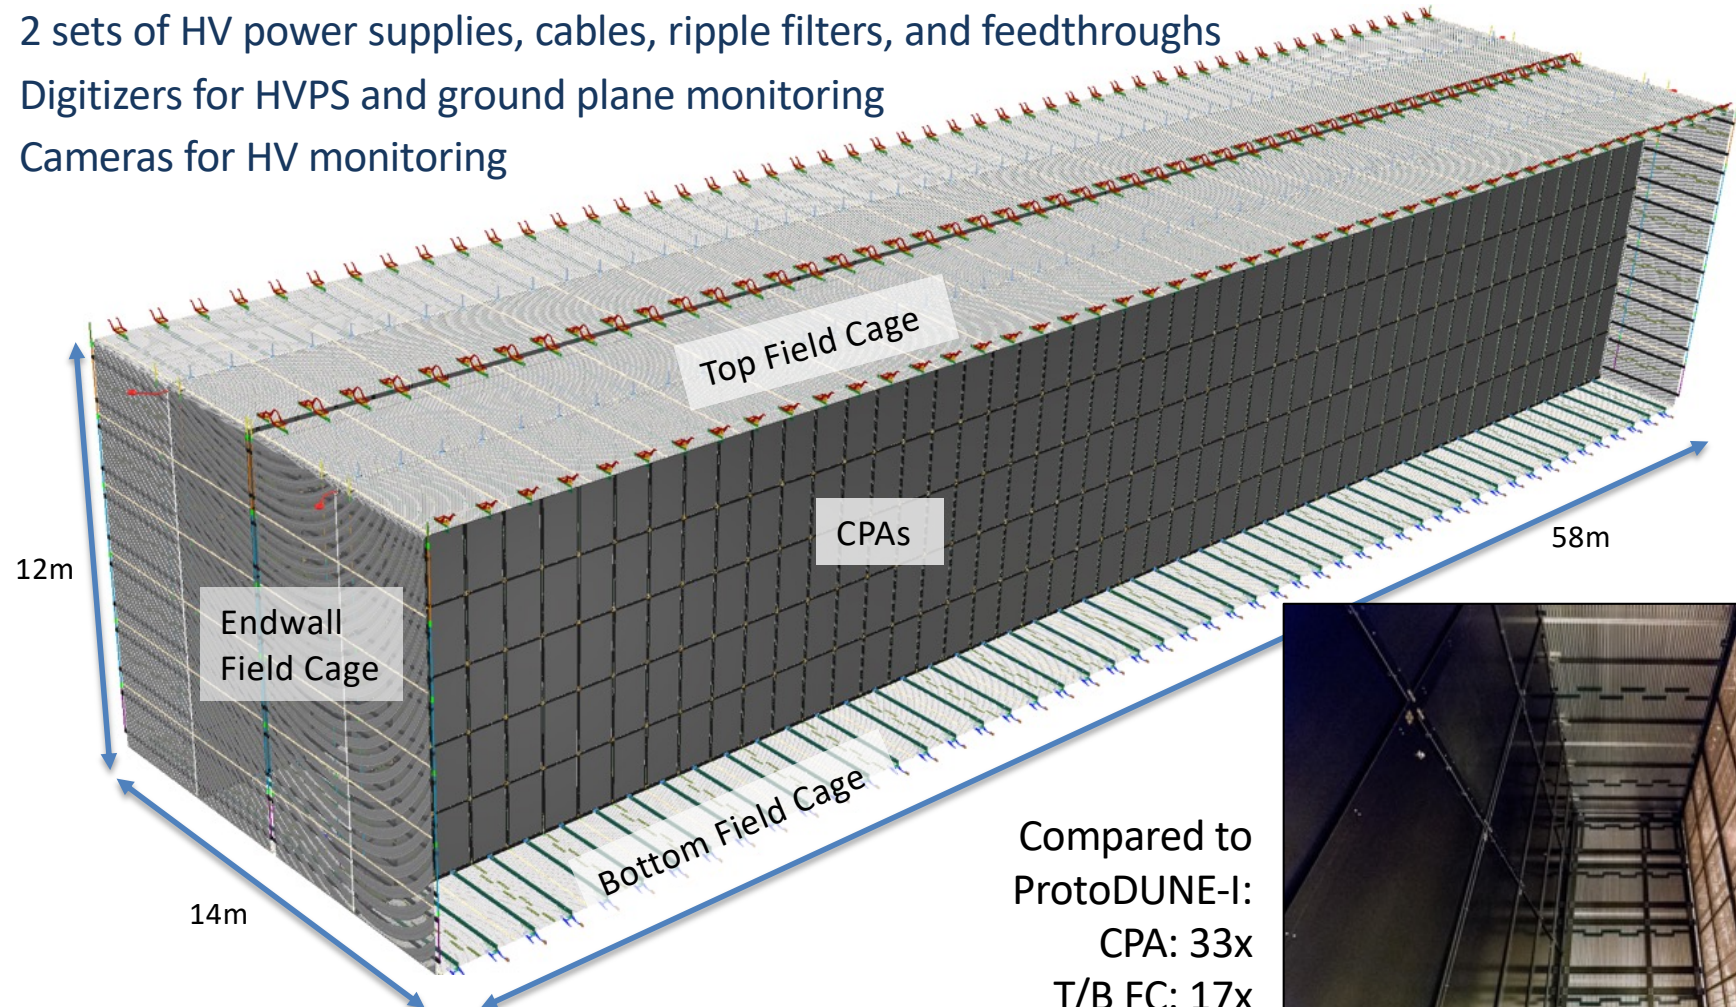 2 sets of HV power supplies, cables, ripple filters, and feedthroughs
Digitizers for HVPS and ground plane monitoring
Cameras for HV monitoring
Top Field Cage
CPAs
58m
12m
Endwall
Field Cage
Bottom Field Cage
14m
Compared to
ProtoDUNE-I:
CPA: 33x
T/B FC: 17x